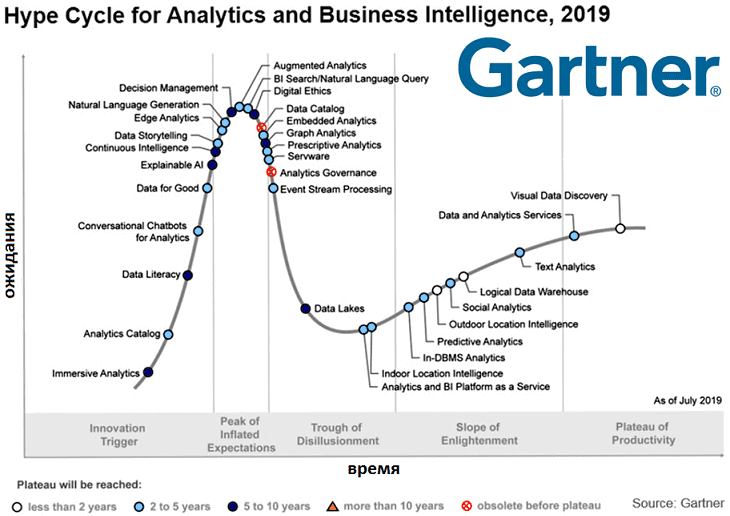 Hype Cycle for Analytics and Business Intelligence, 2019
Gartner®
Augmented Analytics
BI Search/Natural Language Query
Decision Management
Digital Ethics
Natural Language Generation
Data Catalog
Edge Analytics
Embedded Analytics
Data Storytelling
Graph Analytics
Continuous Intelligence
Prescriptive Analytics
Servware
Explainable AI
Analytics Governance
Data for Good
Event Stream Processing
Visual Data Discovery
Data and Analytics Services
Conversational Chatbots
for Analytics
Text Analytics
Data Literacy
Logical Data Warehouse
Data Lakes
Social Analytics
Outdoor Location Intelligence
Analytics Catalog
Predictive Analytics
In-DBMS Analytics
Immersive Analytics
Indoor Location Intelligence
Analytics and BI Platform as a Service
ожидания
As of July 2019
Innovation
Trigger
Peak of
Inflated
Expectations
Trough of
Disillusionment
Slope of
Enlightenment
Plateau of
Productivity
время
Plateau will be reached:
less than 2 years
2 to 5 years
5 to 10 years
more than 10 years
obsolete before plateau
Source: Gartner